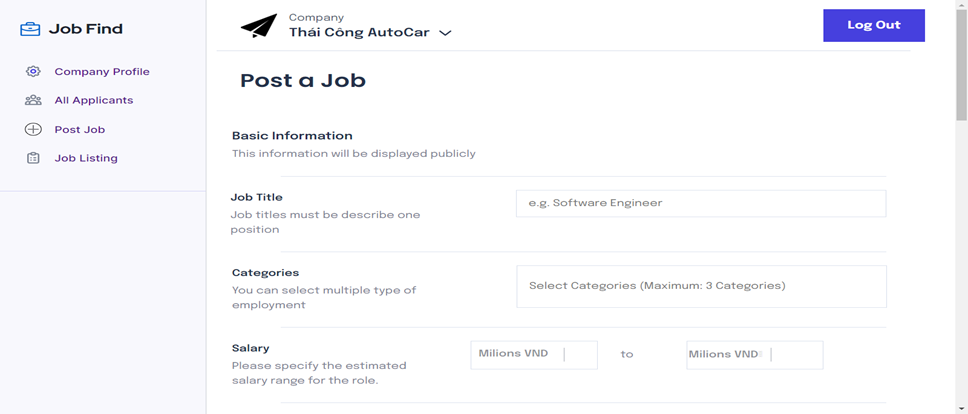 Job Find
Company Profile
All Applicants
Post Job
Job Listing
Company
Thái Công AutoCar
Log Out
Post a Job
Basic Information
This information will be displayed publicly
Job Title
Job titles must be describe one
position
e.g. Software Engineer
Categories
You can select multiple type of
employment
Select Categories (Maximum: 3 Categories)
Salary
Please specify the estimated
salary range for the role.
Milions VND
to
Milions VND